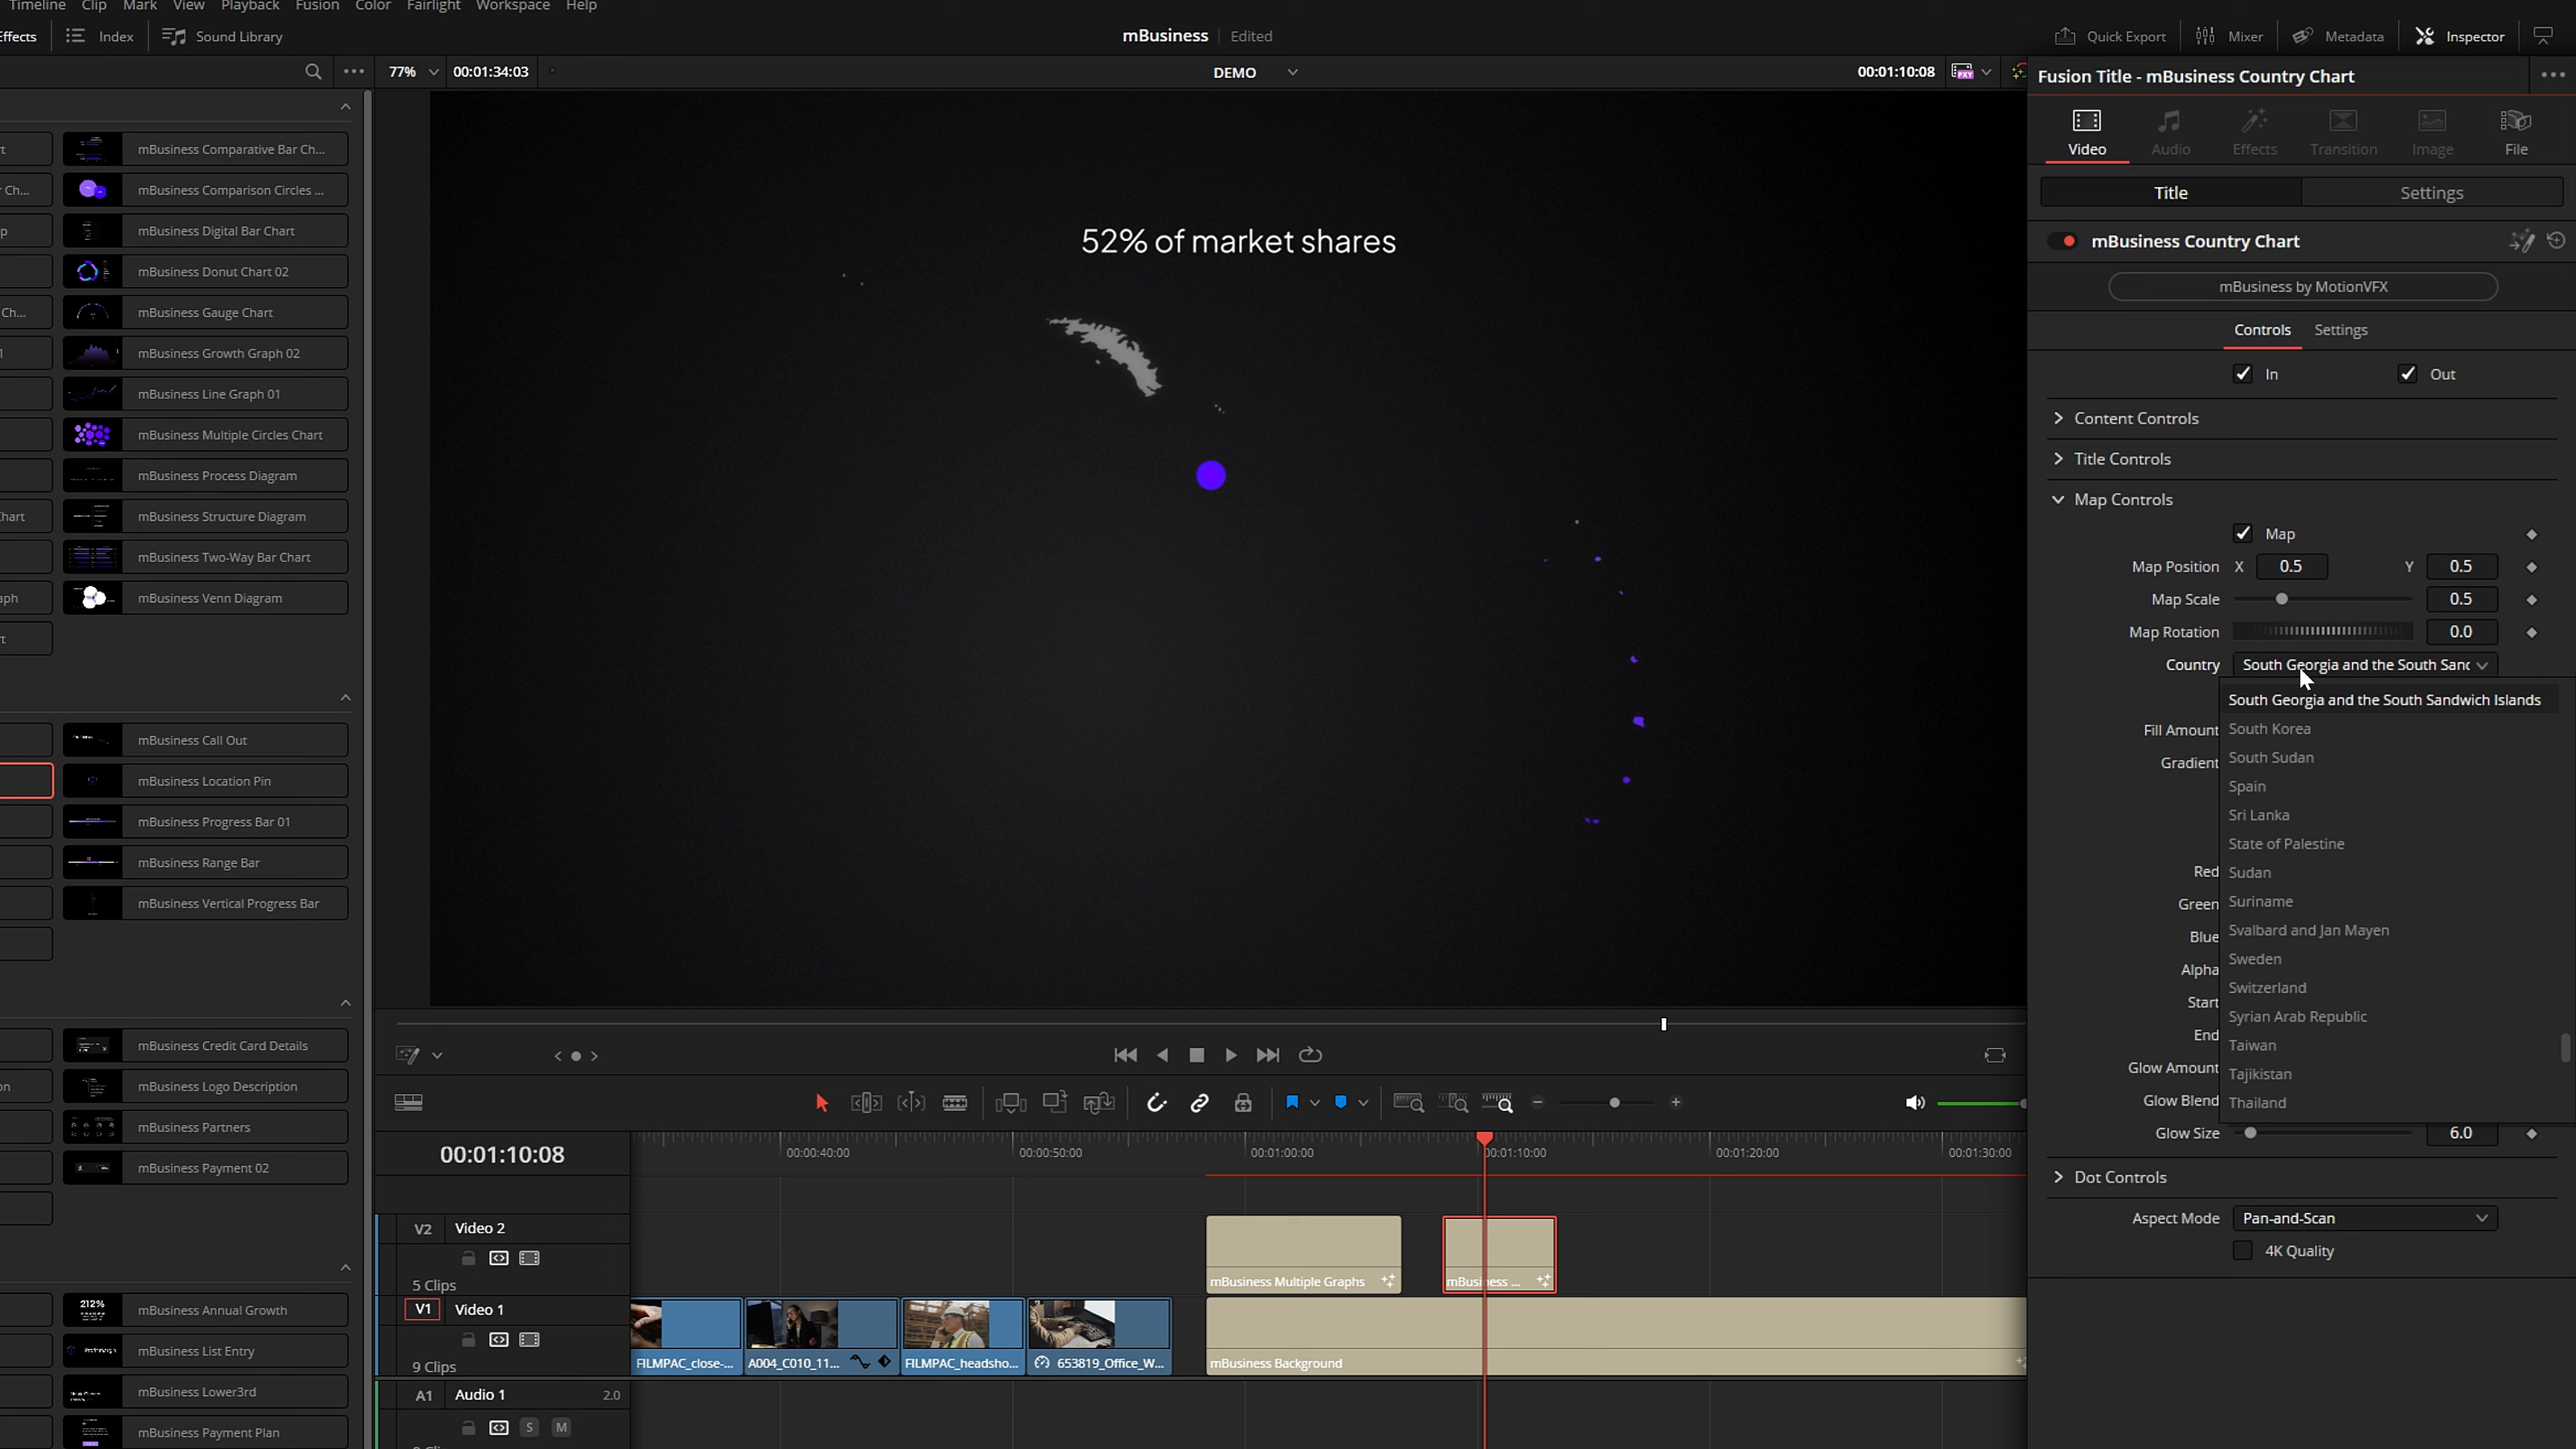 Timeline Clip Mark View Playback Fusion Color Fairlight Workspace Help
ffects Index Sound Library
mBusiness Edited
Quick Export Mixer Metadata Inspector
77% 00:01:34:03
DEMO
00:01:10:08
PXY
Fusion Title - mBusiness Country Chart
Video Audio Effects Transition Image File
Title Settings
mBusiness Country Chart
mBusiness by MotionVFX
Controls Settings
In Out
Content Controls
Title Controls
Map Controls
Map
Map Position X 0.5 Y 0.5
Map Scale 0.5
Map Rotation 0.0
Country South Georgia and the South Sand
South Georgia and the South Sandwich Islands
South Korea
South Sudan
Spain
Sri Lanka
State of Palestine
Sudan
Suriname
Svalbard and Jan Mayen
Sweden
Switzerland
Syrian Arab Republic
Taiwan
Tajikistan
Thailand
Fill Amount
Gradient
Red
Green
Blue
Alpha
Start
End
Glow Amount
Glow Blend
Glow Size 6.0
Dot Controls
Aspect Mode Pan-and-Scan
4K Quality
52% of market shares
t mBusiness Comparative Bar Ch...
r Ch... mBusiness Comparison Circles ...
p mBusiness Digital Bar Chart
mBusiness Donut Chart 02
Ch... mBusiness Gauge Chart
1 mBusiness Growth Graph 02
mBusiness Line Graph 01
mBusiness Multiple Circles Chart
mBusiness Process Diagram
hart mBusiness Structure Diagram
mBusiness Two-Way Bar Chart
aph mBusiness Venn Diagram
rt
mBusiness Call Out
mBusiness Location Pin
mBusiness Progress Bar 01
mBusiness Range Bar
mBusiness Vertical Progress Bar
mBusiness Credit Card Details
on mBusiness Logo Description
mBusiness Partners
mBusiness Payment 02
212% mBusiness Annual Growth
mBusiness List Entry
mBusiness Lower3rd
mBusiness Payment Plan
00:01:10:08
00:00:40:00 00:00:50:00 00:01:00:00 00:01:10:00 00:01:20:00 00:01:30:00
V2 Video 2
5 Clips
mBusiness Multiple Graphs
mBusiness ...
V1 Video 1
9 Clips
FILMPAC_close-...
A004_C010_11...
FILMPAC_headsho...
653819_Office_W...
mBusiness Background
A1 Audio 1 2.0
S M